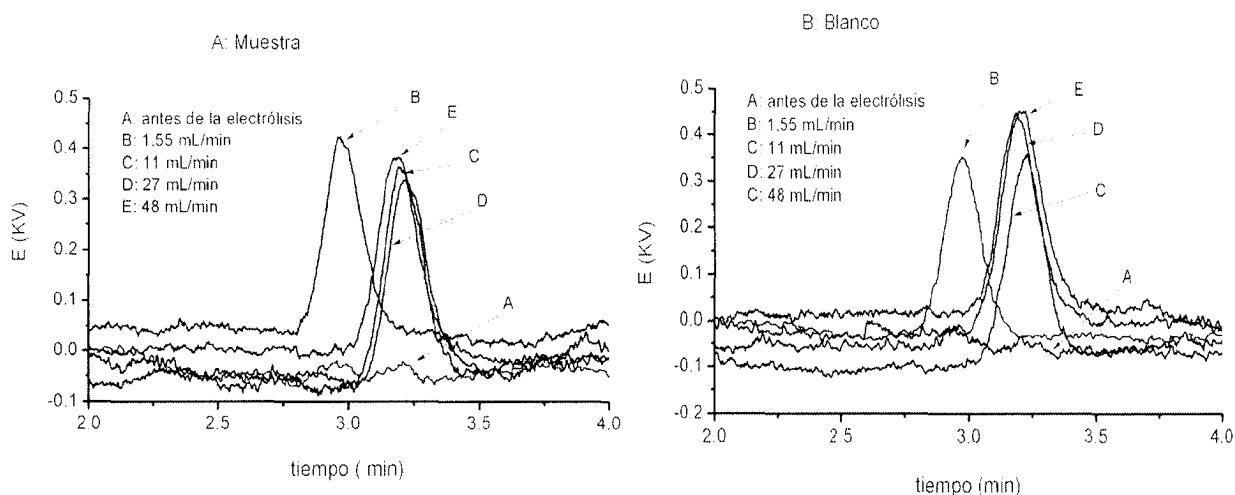 A: Muestra
A: antes de la electrólisis
B: 1.55 mL/min
C: 11 mL/min
D: 27 mL/min
E: 48 mL/min
B
E
C
D
A
0.5
0.4
0.3
0.2
0.1
0.0
-0.1
E (KV)
2.0
2.5
3.0
3.5
4.0
tiempo ( min)
B: Blanco
A: antes de la electrólisis
B: 1.55 mL/min
C: 11 mL/min
D: 27 mL/min
C: 48 mL/min
B
E
D
C
A
0.5
0.4
0.3
0.2
0.1
0.0
-0.1
-0.2
E (KV)
2.0
2.5
3.0
3.5
4.0
tiempo (min)